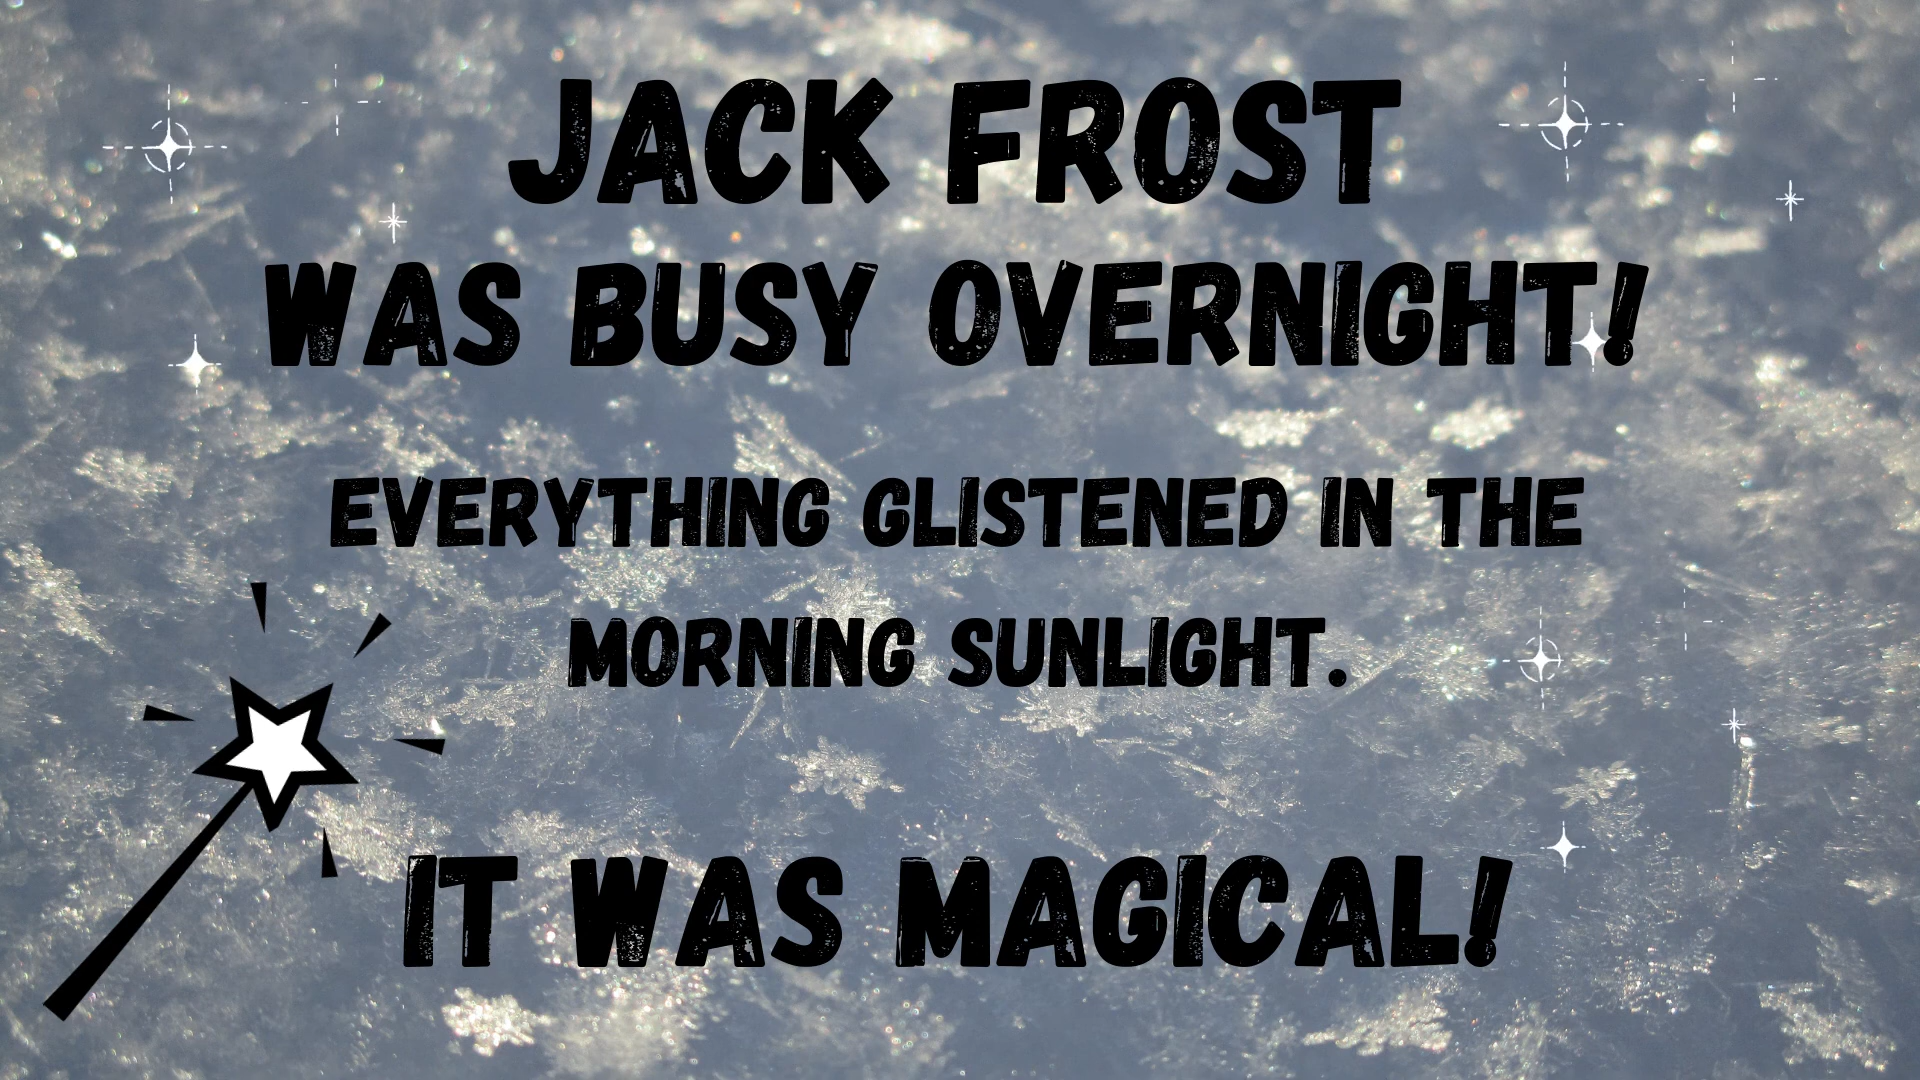 JACK FROST
WAS BUSY OVERNIGHT!
EVERYTHING GLISTENED IN THE
MORNING SUNLIGHT.
IT WAS MAGICAL!